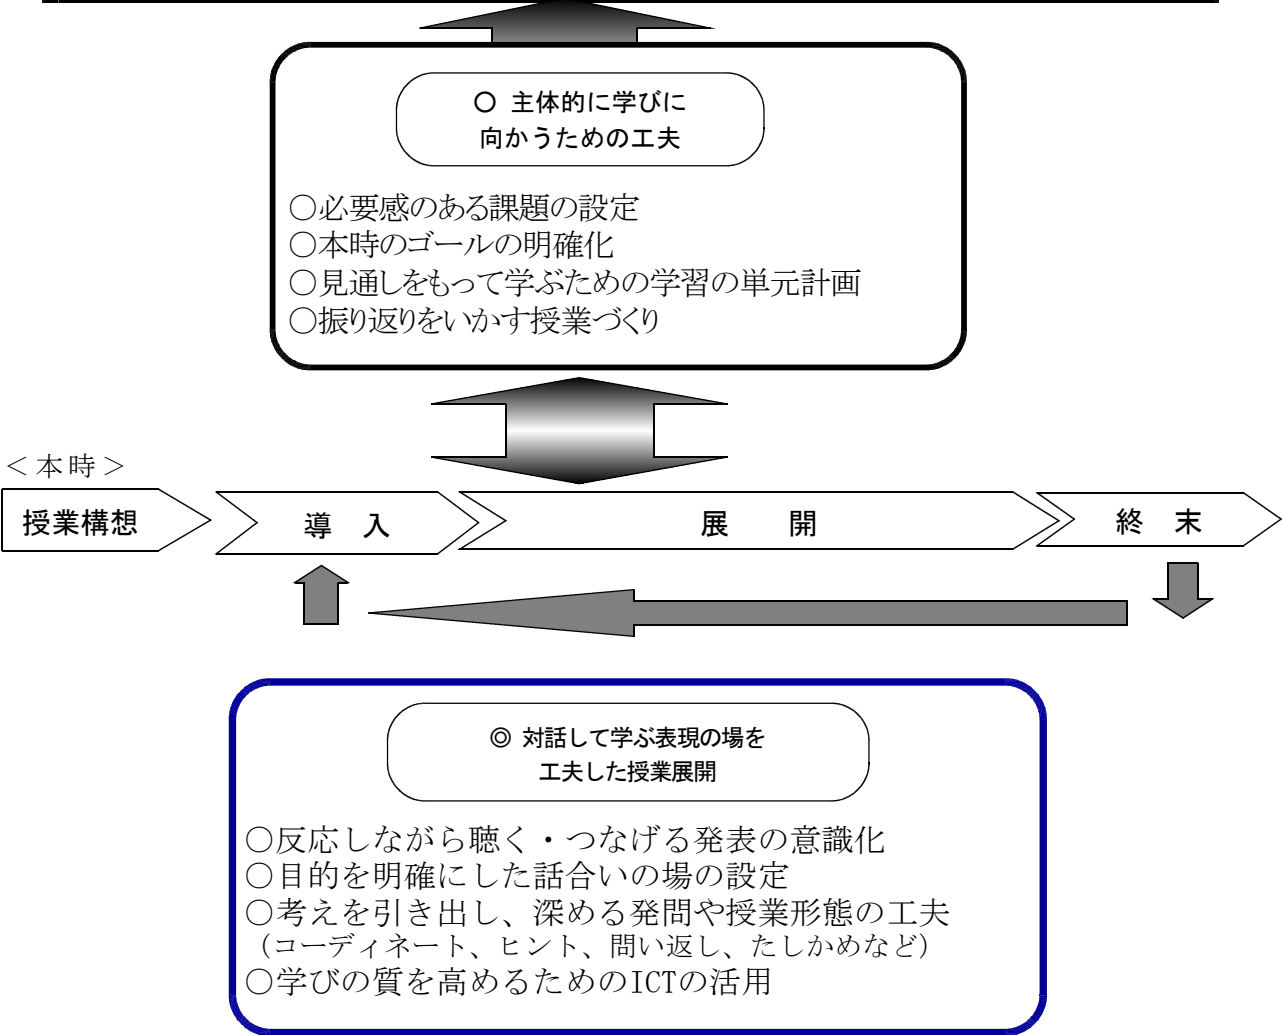 ○ 主体的に学びに
向かうための工夫
○必要感のある課題の設定
○本時のゴールの明確化
○見通しをもって学ぶための学習の単元計画
○振り返りをいかす授業づくり
＜本時＞
授業構想
導　入
展　　開
終　末
◎ 対話して学ぶ表現の場を
工夫した授業展開
○反応しながら聴く・つなげる発表の意識化
○目的を明確にした話合いの場の設定
○考えを引き出し、深める発問や授業形態の工夫
（コーディネート、ヒント、問い返し、たしかめなど）
○学びの質を高めるためのICTの活用